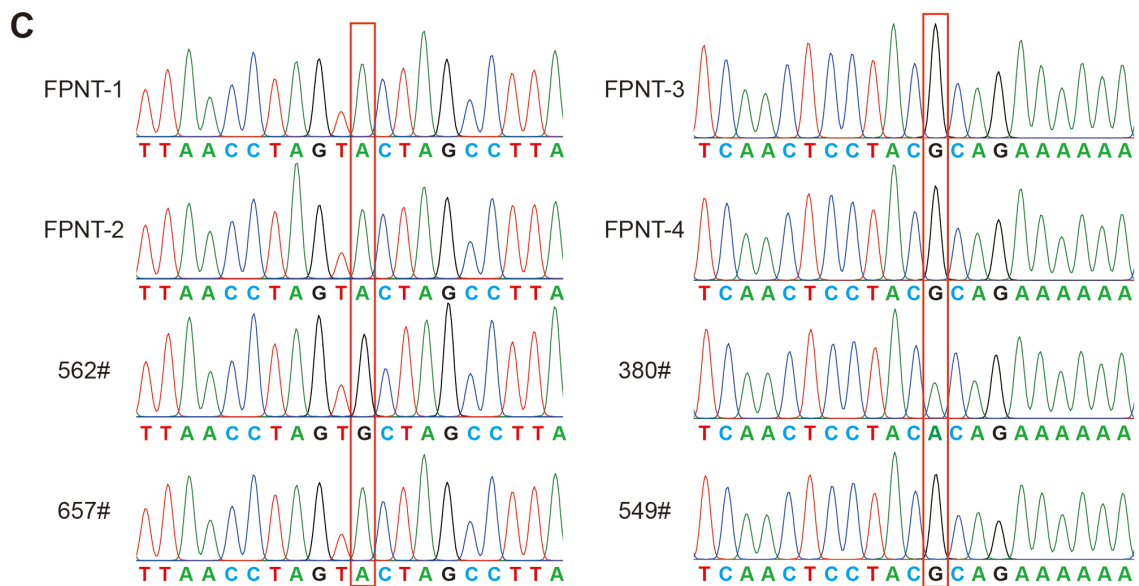 C
FPNT-1
TTAACCTAGTACTAGCCTTA
FPNT-2
TTAACCTAGTACTAGCCTTA
562#
TTAACCTAGTGCTAGCCTTA
657#
TTAACCTAGTACTAGCCTTA
FPNT-3
TCAACTCCTACGCAGAAAAAA
FPNT-4
TCAACTCCTACGCAGAAAAAA
380#
TCAACTCCTACACAGAAAAAA
549#
TCAACTCCTACGCAGAAAAAA